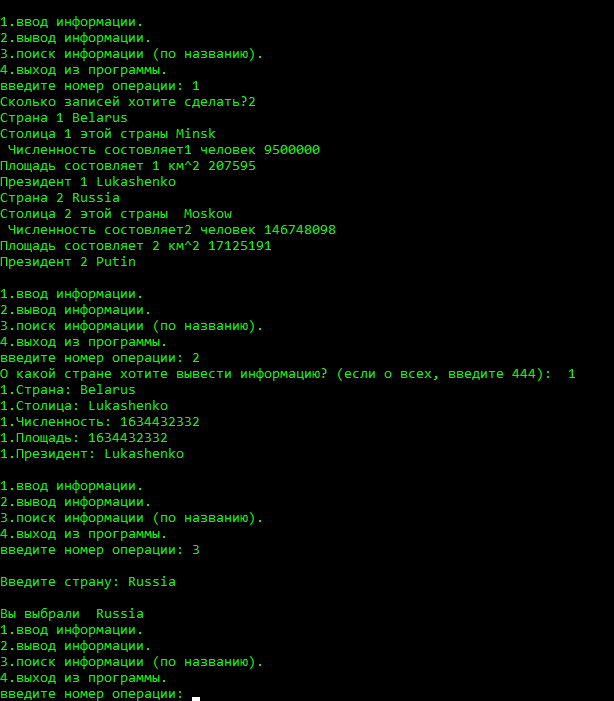 1.ввод информации.
2.вывод информации.
3.поиск информации (по названию).
4.выход из программы.
введите номер операции: 1
Сколько записей хотите сделать?2
Страна 1 Belarus
Столица 1 этой страны Minsk
 Численность состовляет1 человек 9500000
Площадь состовляет 1 км^2 207595
Президент 1 Lukashenko
Страна 2 Russia
Столица 2 этой страны  Moskow
 Численность состовляет2 человек 146748098
Площадь состовляет 2 км^2 17125191
Президент 2 Putin
1.ввод информации.
2.вывод информации.
3.поиск информации (по названию).
4.выход из программы.
введите номер операции: 2
О какой стране хотите вывести информацию? (если о всех, введите 444):  1
1.Страна: Belarus
1.Столица: Lukashenko
1.Численность: 1634432332
1.Площадь: 1634432332
1.Президент: Lukashenko
1.ввод информации.
2.вывод информации.
3.поиск информации (по названию).
4.выход из программы.
введите номер операции: 3
Введите страну: Russia
Вы выбрали  Russia
1.ввод информации.
2.вывод информации.
3.поиск информации (по названию).
4.выход из программы.
введите номер операции: